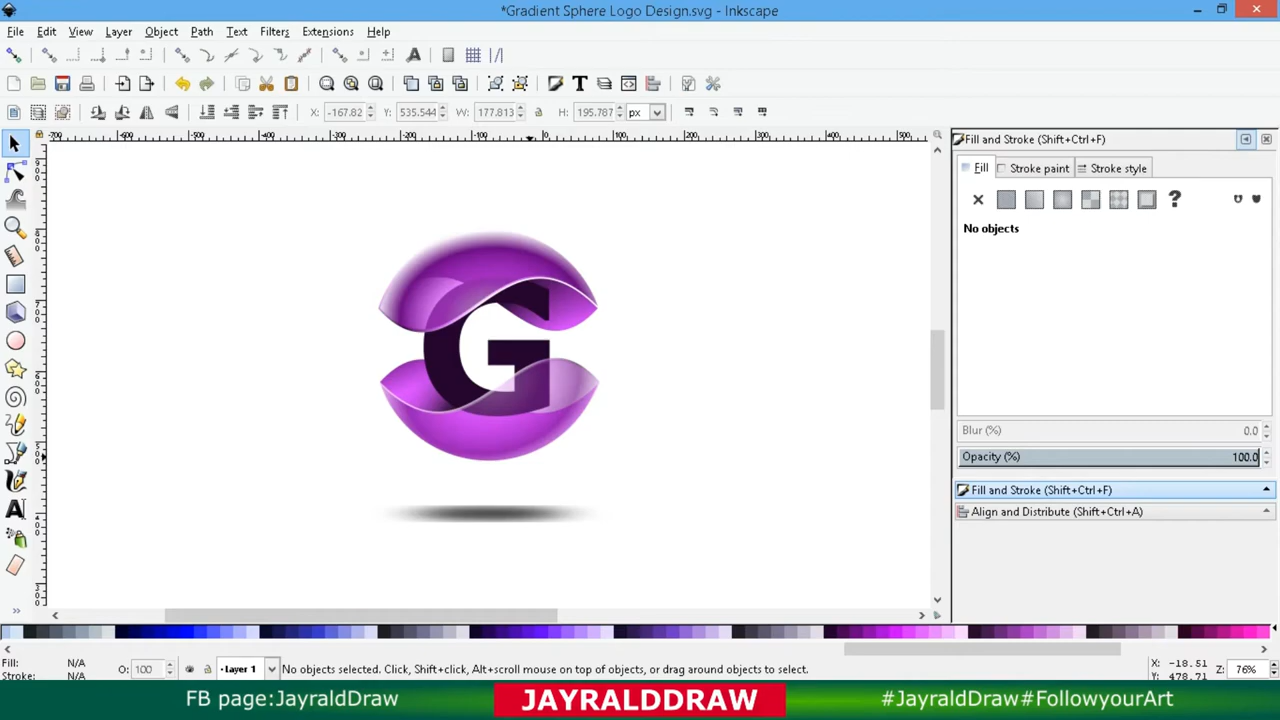 *Gradient Sphere Logo Design.svg - Inkscape
File Edit View Layer Object Path Text Filters Extensions Help
X: -167.82 Y: 535.544 W: 177.813 H: 195.787 px
Fill and Stroke (Shift+Ctrl+F)
Fill Stroke paint Stroke style
No objects
G
Blur (%) 0.0
Opacity (%) 100.0
Fill and Stroke (Shift+Ctrl+F)
Align and Distribute (Shift+Ctrl+A)
Fill: N/A
Stroke: N/A
O: 100
Layer 1
No objects selected. Click, Shift+click, Alt+scroll mouse on top of objects, or drag around objects to select.
X: -18.51
Y: 478.71
Z: 76%
FB page:JayraldDraw
JAYRALDDRAW
#JayraldDraw#FollowyourArt